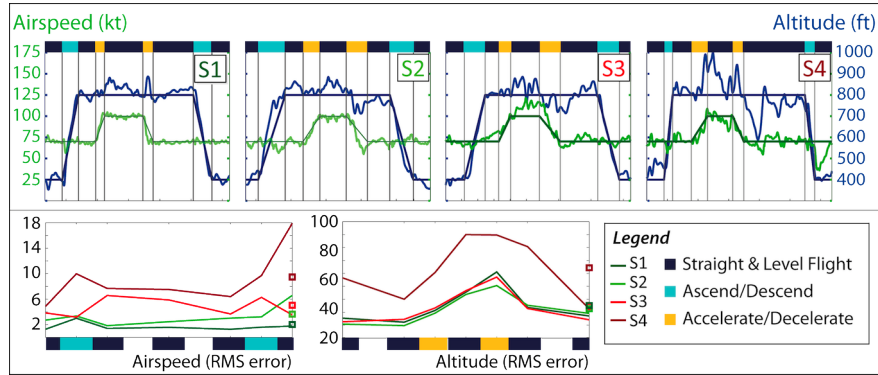 Airspeed (kt)
Altitude (ft)
175
150
125
100
75
50
25
S1
S2
S3
S4
1000
900
800
700
600
500
400
18
14
10
6
2
Airspeed (RMS error)
100
80
60
40
20
Altitude (RMS error)
Legend
S1
S2
S3
S4
Straight & Level Flight
Ascend/Descend
Accelerate/Decelerate